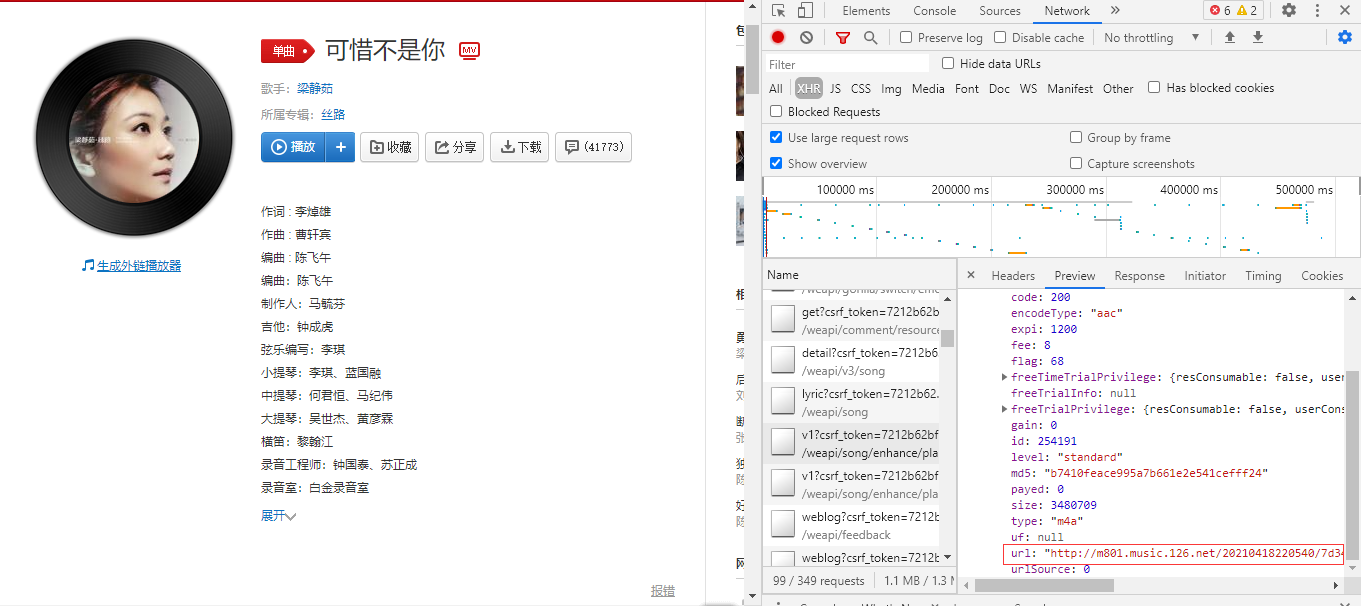 单曲 可惜不是你 MV
歌手：梁静茹
所属专辑：丝路
播放 + 收藏 分享 下载 (41773)
作词 : 李焯雄
作曲 : 曹轩宾
编曲 : 陈飞午
编曲：陈飞午
制作人：马毓芬
吉他：钟成虎
弦乐编写：李琪
小提琴：李琪、蓝国融
中提琴：何君恒、马纪伟
大提琴：吴世杰、黄彦霖
横笛：黎翰江
录音工程师：钟国泰、苏正成
录音室：白金录音室
展开
生成外链播放器
报错
Elements Console Sources Network 6 2
Preserve log Disable cache No throttling
Filter Hide data URLs
All XHR JS CSS Img Media Font Doc WS Manifest Other Has blocked cookies
Blocked Requests
Use large request rows Group by frame
Show overview Capture screenshots
100000 ms 200000 ms 300000 ms 400000 ms 500000 ms
Name
get?csrf_token=7212b62b
/weapi/comment/resource
detail?csrf_token=7212b6
/weapi/v3/song
lyric?csrf_token=7212b62.
/weapi/song
v1?csrf_token=7212b62bf
/weapi/song/enhance/pla
v1?csrf_token=7212b62bf
/weapi/song/enhance/pla
weblog?csrf_token=7212
/weapi/feedback
weblog?csrf_token=7212b
99 / 349 requests 1.1 MB / 1.3 
× Headers Preview Response Initiator Timing Cookies
code: 200
encodeType: "aac"
expi: 1200
fee: 8
flag: 68
freeTimeTrialPrivilege: {resConsumable: false, user
freeTrialInfo: null
freeTrialPrivilege: {resConsumable: false, userCons
gain: 0
id: 254191
level: "standard"
md5: "b7410feace995a7b661e2e541cefff24"
payed: 0
size: 3480709
type: "m4a"
uf: null
url: "http://m801.music.126.net/20210418220540/7d34
urlSource: 0